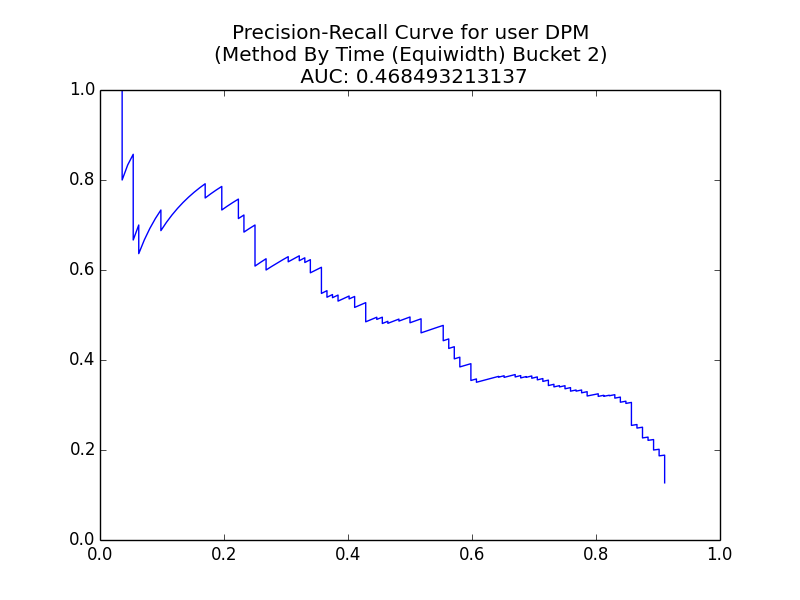 Precision-Recall Curve for user DPM
(Method By Time (Equiwidth) Bucket 2)
AUC: 0.468493213137
1.0
0.8
0.6
0.4
0.2
0.0
0.0 0.2 0.4 0.6 0.8 1.0